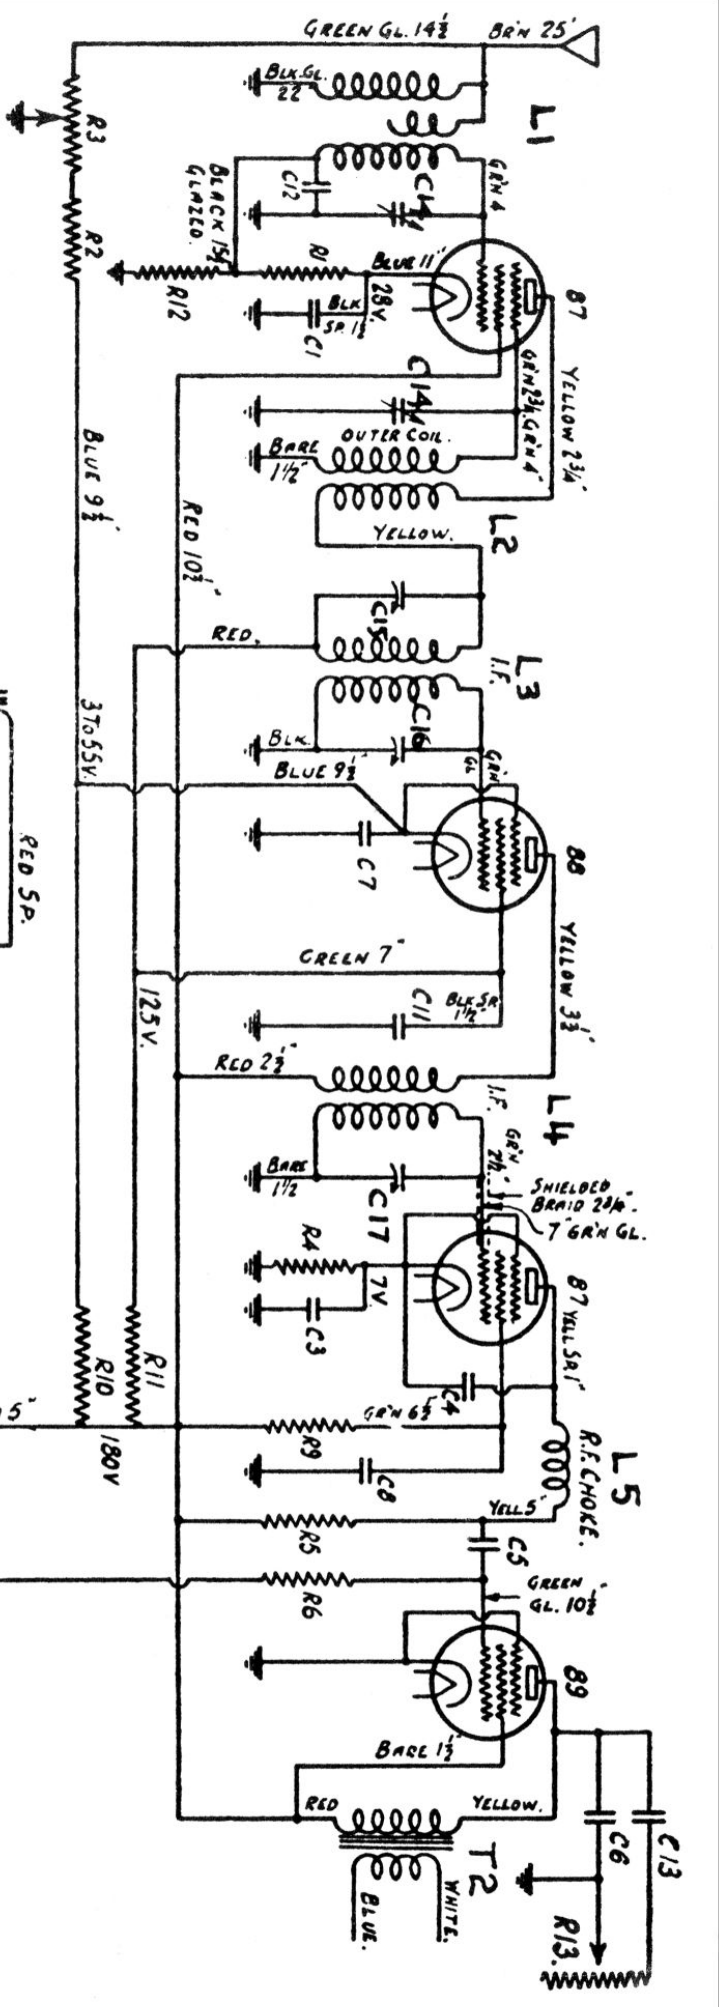 GREEN GL. 14½
BR'N 25'
BLK.GL.
22"
L1
R3
R2
BLACK 15½
GLAZED.
C12
C14
GR'N 4
R12
R1
BLUE 11"
28V.
BLK
SP. 1½
C1
87
C14
GR'N 2¾
GR'N 4"
YELLOW 2¾"
OUTER COIL.
BARE
1½"
BLUE 9½"
RED 10½"
YELLOW.
L2
C15
RED.
L3
I.F.
C16
BLK.
3 TO 55V.
BLUE 9½"
GR'N
GL
88
C7
RED SP.
GREEN 7"
125V.
C11
BLK SP.
1½"
YELLOW 3½"
RED 2½"
L4
I.F.
GR'N
BARE
1½
C17
SHIELDED
BRAID 2¾".
7" GR'N GL.
R4
7V
C3
87
YELL SP. 1"
C4
R10
R11
GR'N 6½"
R9
180V
5"
C8
L5
R.F. CHOKE.
YELL 5"
R5
C5
R6
GREEN
GL. 10½"
89
BARE 1½"
RED
YELLOW.
T2
WHITE.
BLUE.
C6
C13
R13.